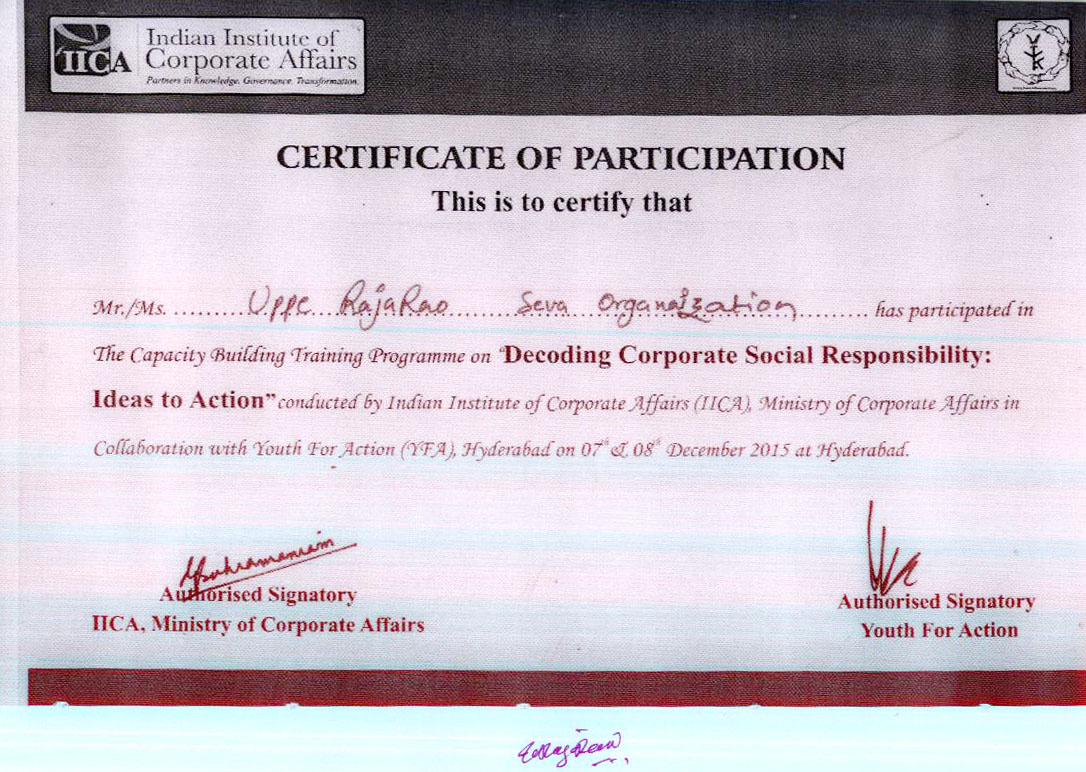 IICA
Indian Institute of
Corporate Affairs
Partners in Knowledge. Governance. Transformation.
CERTIFICATE OF PARTICIPATION
This is to certify that
Mr./Ms. ......... Uppe RajaRao Seva Organaization ......... has participated in
The Capacity Building Training Programme on "Decoding Corporate Social Responsibility:
Ideas to Action" conducted by Indian Institute of Corporate Affairs (IICA), Ministry of Corporate Affairs in
Collaboration with Youth For Action (YFA), Hyderabad on 07th & 08th December 2015 at Hyderabad.
Authorised Signatory
IICA, Ministry of Corporate Affairs
Authorised Signatory
Youth For Action